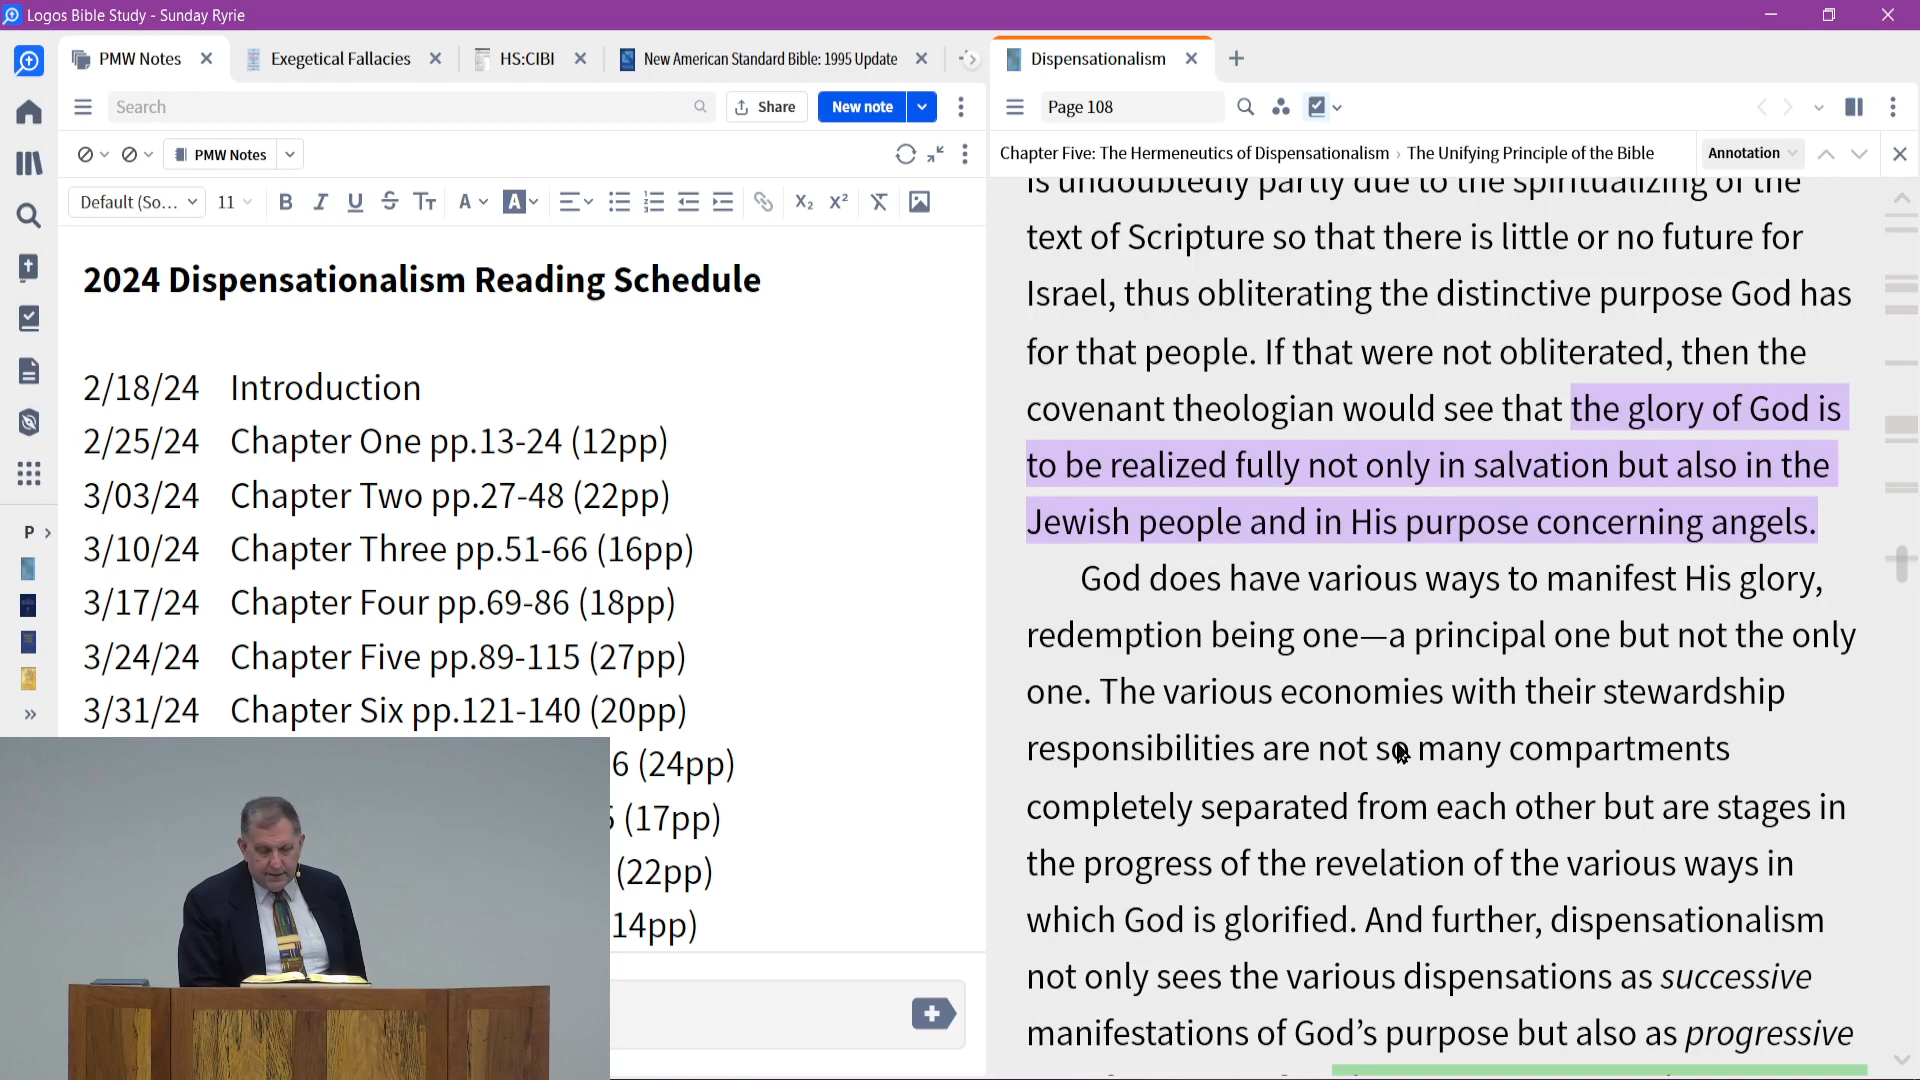 Logos Bible Study - Sunday Ryrie
PMW Notes
Exegetical Fallacies
HS:CIBI
New American Standard Bible: 1995 Update
Dispensationalism
Search
Share
New note
Page 108
PMW Notes
Chapter Five: The Hermeneutics of Dispensationalism › The Unifying Principle of the Bible
Annotation
Default (So...
11
2024 Dispensationalism Reading Schedule
2/18/24 Introduction
2/25/24 Chapter One pp.13-24 (12pp)
3/03/24 Chapter Two pp.27-48 (22pp)
3/10/24 Chapter Three pp.51-66 (16pp)
3/17/24 Chapter Four pp.69-86 (18pp)
3/24/24 Chapter Five pp.89-115 (27pp)
3/31/24 Chapter Six pp.121-140 (20pp)
6 (24pp)
(17pp)
(22pp)
14pp)
P
is undoubtedly partly due to the spiritualizing of the
text of Scripture so that there is little or no future for
Israel, thus obliterating the distinctive purpose God has
for that people. If that were not obliterated, then the
covenant theologian would see that the glory of God is
to be realized fully not only in salvation but also in the
Jewish people and in His purpose concerning angels.
God does have various ways to manifest His glory,
redemption being one—a principal one but not the only
one. The various economies with their stewardship
responsibilities are not so many compartments
completely separated from each other but are stages in
the progress of the revelation of the various ways in
which God is glorified. And further, dispensationalism
not only sees the various dispensations as successive
manifestations of God's purpose but also as progressive